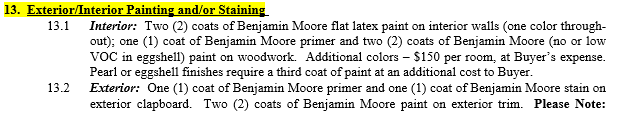 13. Exterior/Interior Painting and/or Staining
13.1 Interior: Two (2) coats of Benjamin Moore flat latex paint on interior walls (one color through-
out); one (1) coat of Benjamin Moore primer and two (2) coats of Benjamin Moore (no or low
VOC in eggshell) paint on woodwork. Additional colors – $150 per room, at Buyer's expense.
Pearl or eggshell finishes require a third coat of paint at an additional cost to Buyer.
13.2 Exterior: One (1) coat of Benjamin Moore primer and one (1) coat of Benjamin Moore stain on
exterior clapboard. Two (2) coats of Benjamin Moore paint on exterior trim. Please Note: